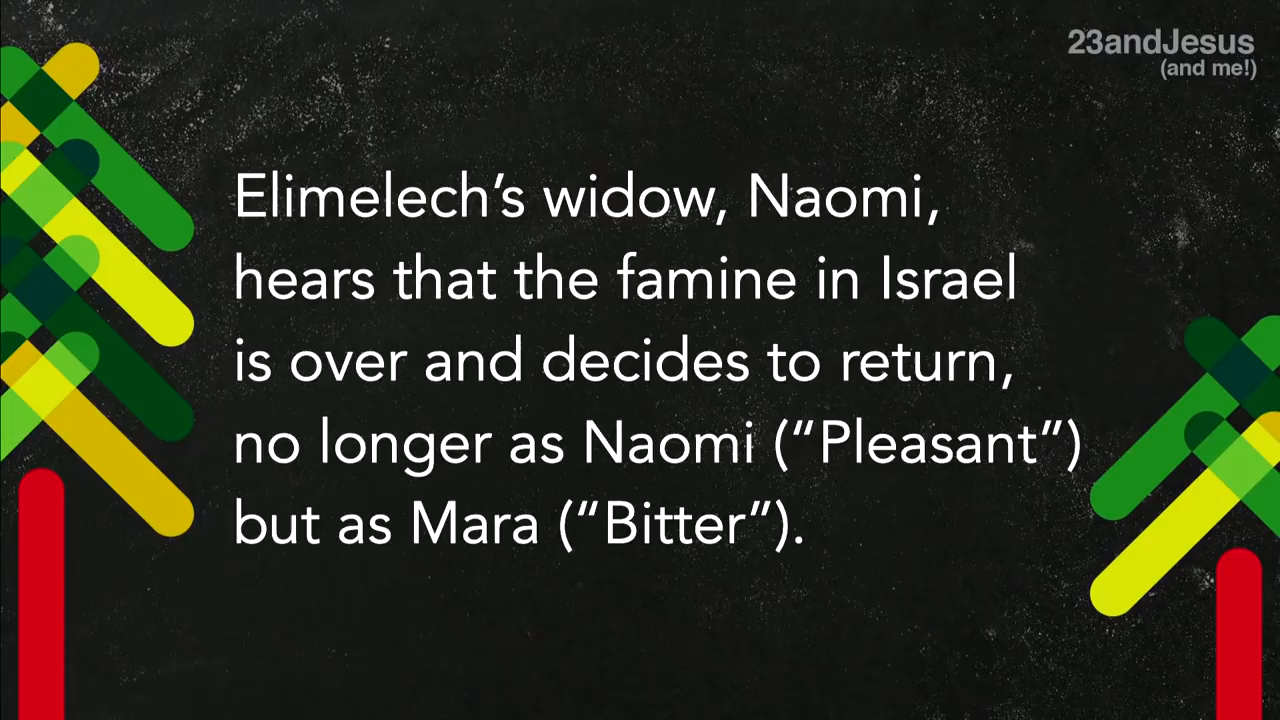 23andJesus
(and me!)
Elimelech’s widow, Naomi,
hears that the famine in Israel
is over and decides to return,
no longer as Naomi (“Pleasant”)
but as Mara (“Bitter”).